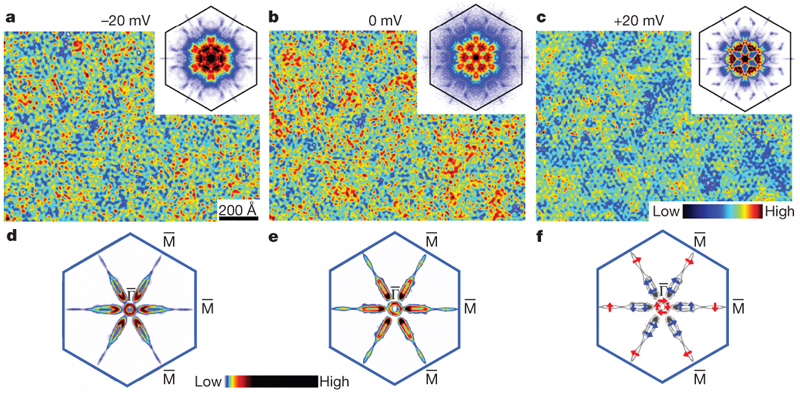 a –20 mV
b 0 mV
c +20 mV
200 Å
Low High
d M̅
Γ̅
M̅
M̅
e M̅
Γ̅
M̅
M̅
f M̅
Γ̅
M̅
M̅
Low High